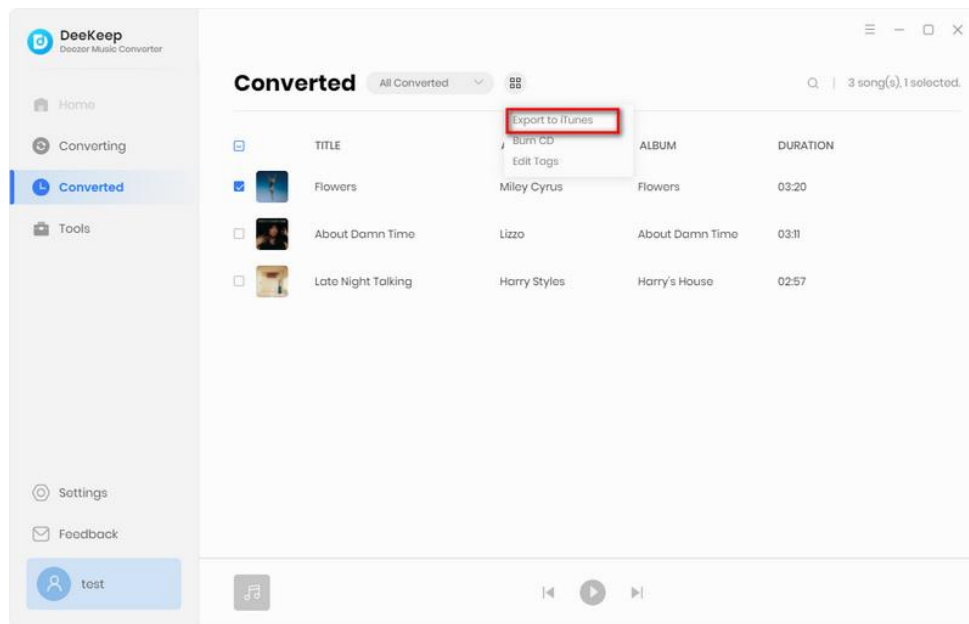 DeeKeep
Deezer Music Converter
Home
Converting
Converted
Tools
Settings
Feedback
test
Converted
All Converted
3 song(s), 1 selected.
Export to iTunes
Burn CD
Edit Tags
TITLE ALBUM DURATION
Flowers Miley Cyrus Flowers 03:20
About Damn Time Lizzo About Damn Time 03:11
Late Night Talking Harry Styles Harry's House 02:57